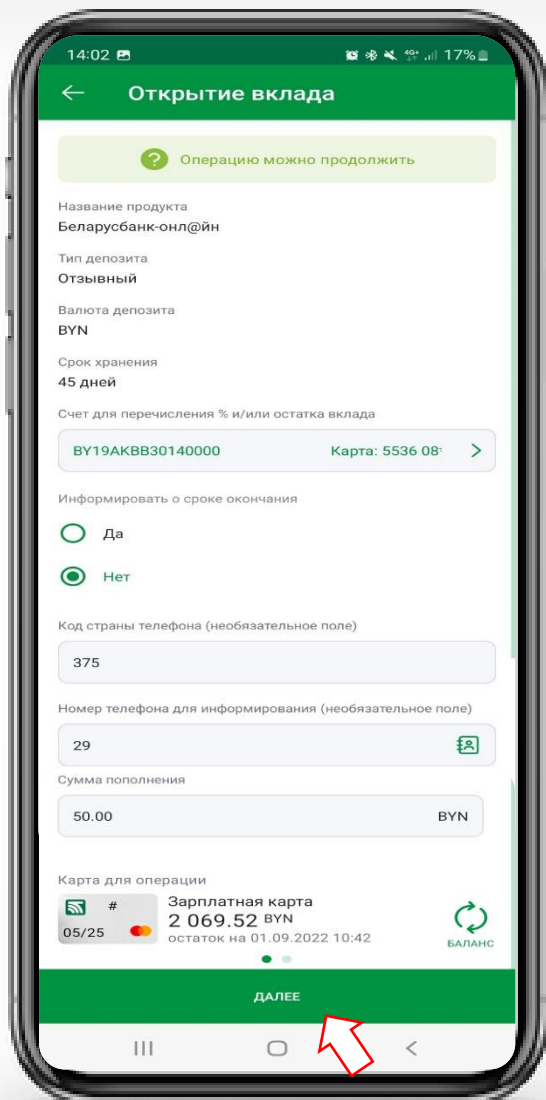 14:02 4G+ 17%
Открытие вклада
Операцию можно продолжить
Название продукта
Беларусбанк-онл@йн
Тип депозита
Отзывный
Валюта депозита
BYN
Срок хранения
45 дней
Счет для перечисления % и/или остатка вклада
BY19AKBB30140000 Карта: 5536 08
Информировать о сроке окончания
Да
Нет
Код страны телефона (необязательное поле)
375
Номер телефона для информирования (необязательное поле)
29
Сумма пополнения
50.00 BYN
Карта для операции
# Зарплатная карта
2 069.52 BYN
05/25 остаток на 01.09.2022 10:42 БАЛАНС
ДАЛЕЕ